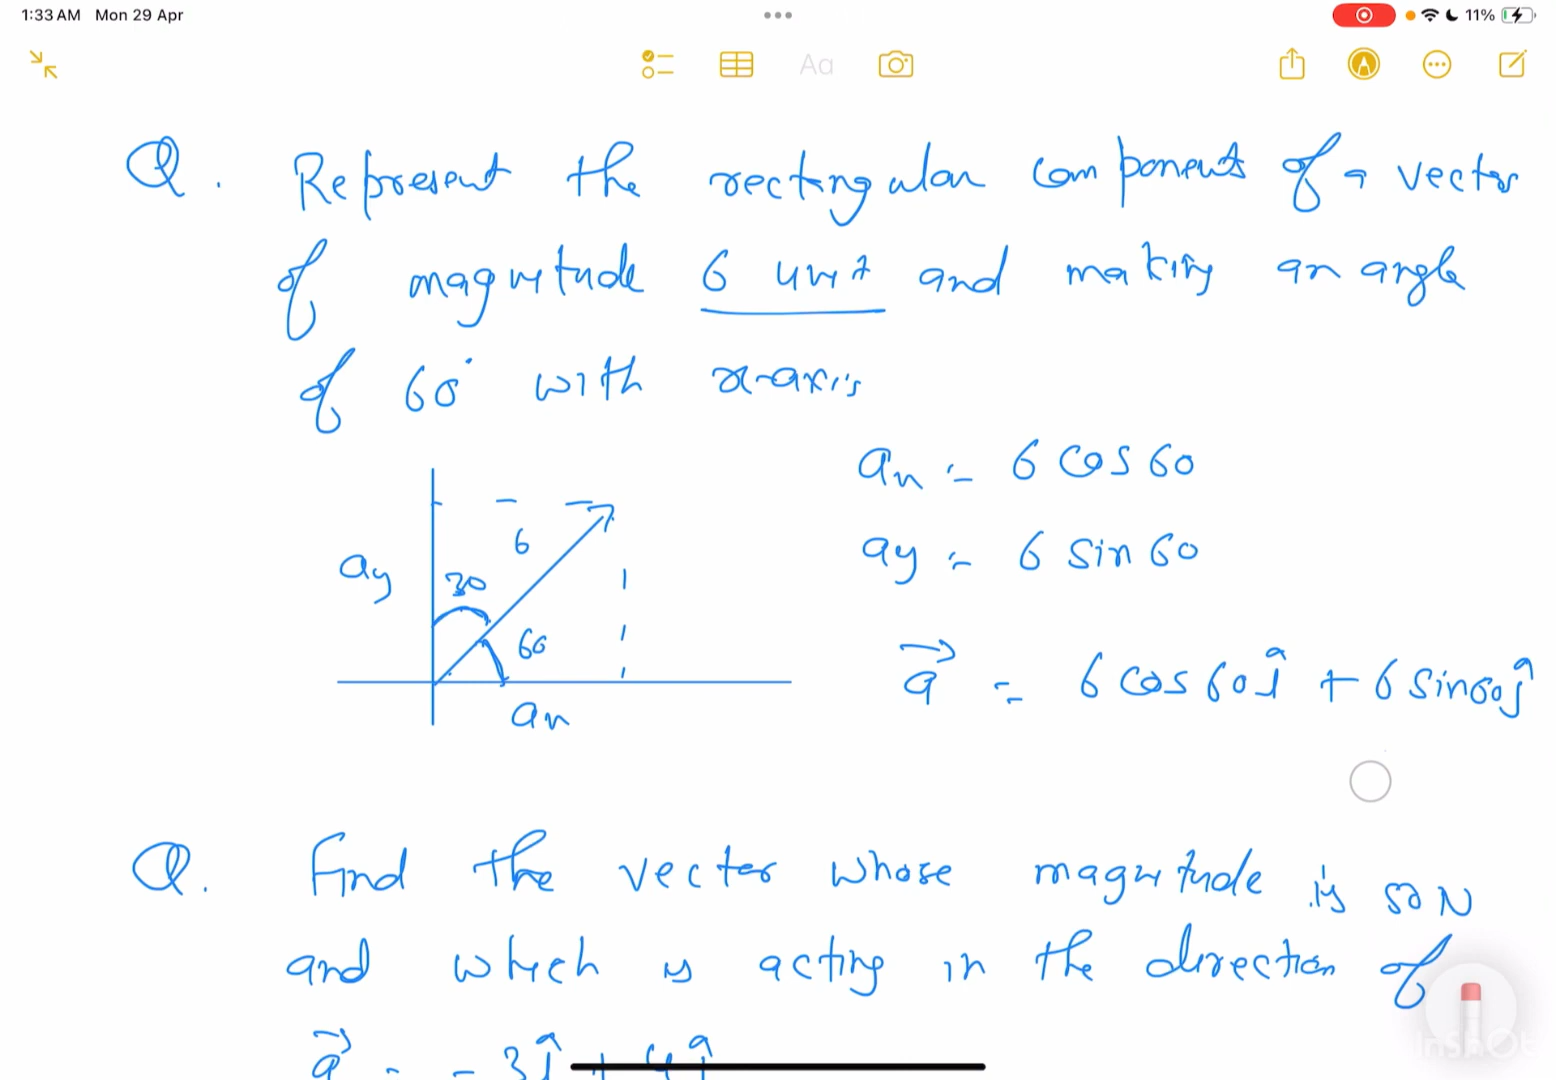 1:33 AM Mon 29 Apr
11%
Aa
Q. Represent the rectangular components of a vector
of magnitude 6 unit and making an angle
of 60° with x-axis
ax = 6 cos 60
ay = 6 sin 60
ay
6
30
60
ax
a⃗ = 6 cos 60 î + 6 sin 60 ĵ
Q. Find the vector whose magnitude is 50 N
and which is acting in the direction of
a⃗ = - 3 î + 4 ĵ
InShot